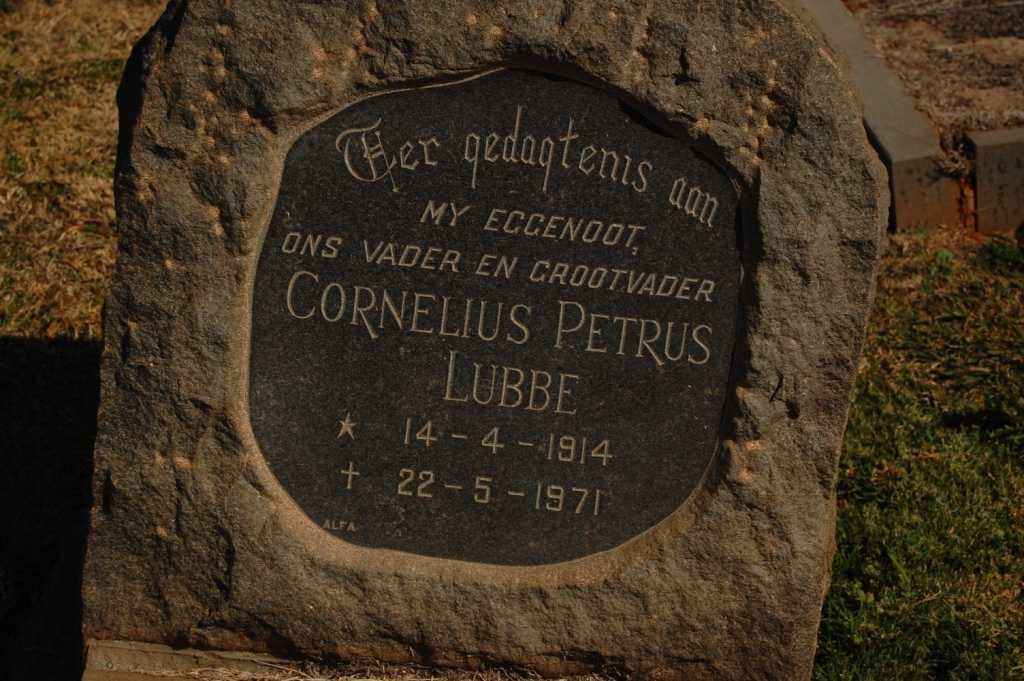 Ter gedagtenis aan
MY EGGENOOT,
ONS VADER EN GROOTVADER
CORNELIUS PETRUS
LUBBE
14-4-1914
22-5-1971
ALFA